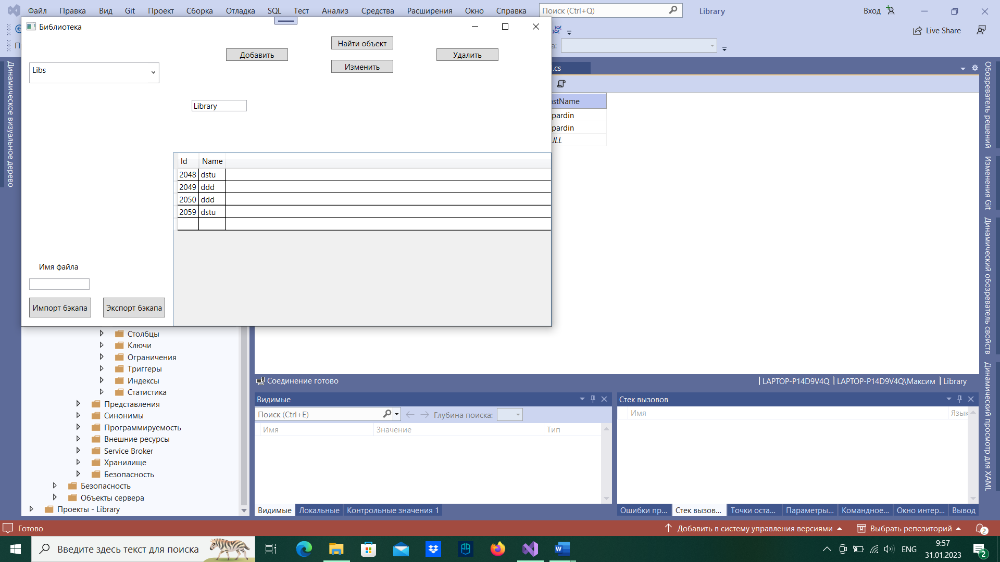 Файл Правка Вид Git Проект Сборка Отладка SQL Тест Анализ Средства Расширения Окно Справка Поиск (Ctrl+Q) Library Вход
Live Share
Библиотека
Добавить
Найти объект
Изменить
Удалить
Libs
Library
Id Name
2048 dstu
2049 ddd
2050 ddd
2059 dstu
Имя файла
Импорт бэкапа Экспорт бэкапа
.cs
astName
pardin
pardin
ULL
Динамическое визуальное дерево
Обозреватель решений
Изменения Git
Динамический обозреватель свойств
Динамический просмотр для XAML
Столбцы
Ключи
Ограничения
Триггеры
Индексы
Статистика
Представления
Синонимы
Программируемость
Внешние ресурсы
Service Broker
Хранилище
Безопасность
Безопасность
Объекты сервера
Проекты - Library
Соединение готово
LAPTOP-P14D9V4Q LAPTOP-P14D9V4Q\Максим Library
Видимые
Поиск (Ctrl+E) Глубина поиска:
Имя Значение Тип
Видимые Локальные Контрольные значения 1
Стек вызовов
Имя Язык
Ошибки пр... Стек вызов... Точки оста... Параметры... Командное... Окно интер... Вывод
Готово
Добавить в систему управления версиями Выбрать репозиторий 2
Введите здесь текст для поиска
ENG
9:57
31.01.2023
2